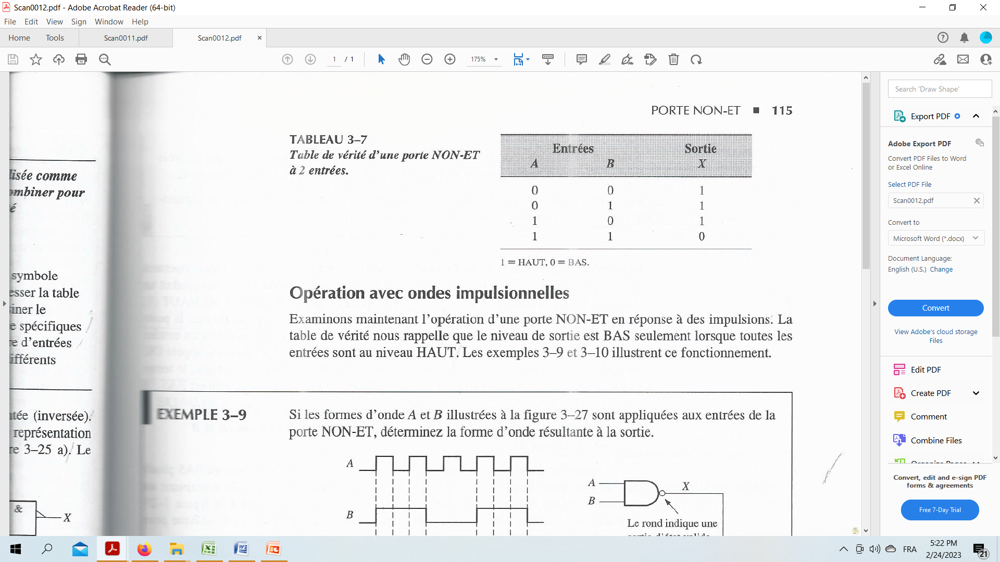 Scan0012.pdf - Adobe Acrobat Reader (64-bit)
File Edit View Sign Window Help
Home Tools Scan0011.pdf Scan0012.pdf
1 / 1 175%
lisée comme
ombiner pour
é
symbole
esser la table
siner le
e spécifiques
re d'entrées
ifférents
ntée (inversée).
représentation
re 3–25 a). Le
&
X
PORTE NON-ET ■ 115
TABLEAU 3–7
Table de vérité d'une porte NON-ET
à 2 entrées.
Entrées Sortie
A B X
0 0 1
0 1 1
1 0 1
1 1 0
1 = HAUT, 0 = BAS.
Opération avec ondes impulsionnelles
Examinons maintenant l'opération d'une porte NON-ET en réponse à des impulsions. La
table de vérité nous rappelle que le niveau de sortie est BAS seulement lorsque toutes les
entrées sont au niveau HAUT. Les exemples 3–9 et 3–10 illustrent ce fonctionnement.
EXEMPLE 3–9
Si les formes d'onde A et B illustrées à la figure 3–27 sont appliquées aux entrées de la
porte NON-ET, déterminez la forme d'onde résultante à la sortie.
A
B
A
B
X
Le rond indique une
Search 'Draw Shape'
Export PDF
Adobe Export PDF
Convert PDF Files to Word
or Excel Online
Select PDF File
Scan0012.pdf
Convert to
Microsoft Word (*.docx)
Document Language:
English (U.S.) Change
Convert
View Adobe's cloud storage
Files
Edit PDF
Create PDF
Comment
Combine Files
Organize Pages
Convert, edit and e-sign PDF
forms & agreements
Free 7-Day Trial
FRA
5:22 PM
2/24/2023
21